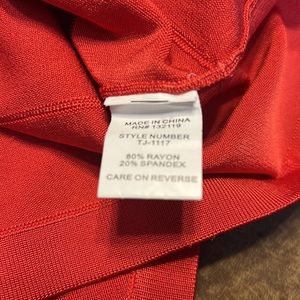 MADE IN CHINA
RN# 132119
STYLE NUMBER
TJ-1117
80% RAYON
20% SPANDEX
CARE ON REVERSE